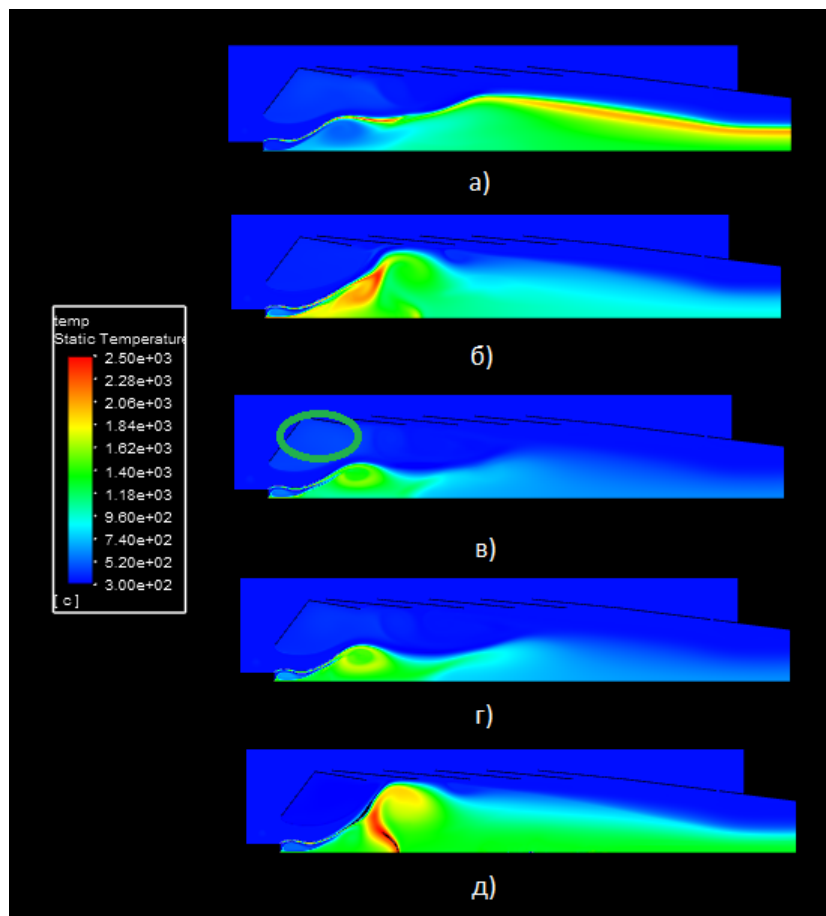 а)
б)
temp
Static Temperature
2.50e+03
2.28e+03
2.06e+03
1.84e+03
1.62e+03
1.40e+03
1.18e+03
9.60e+02
7.40e+02
5.20e+02
3.00e+02
[ c ]
в)
г)
д)